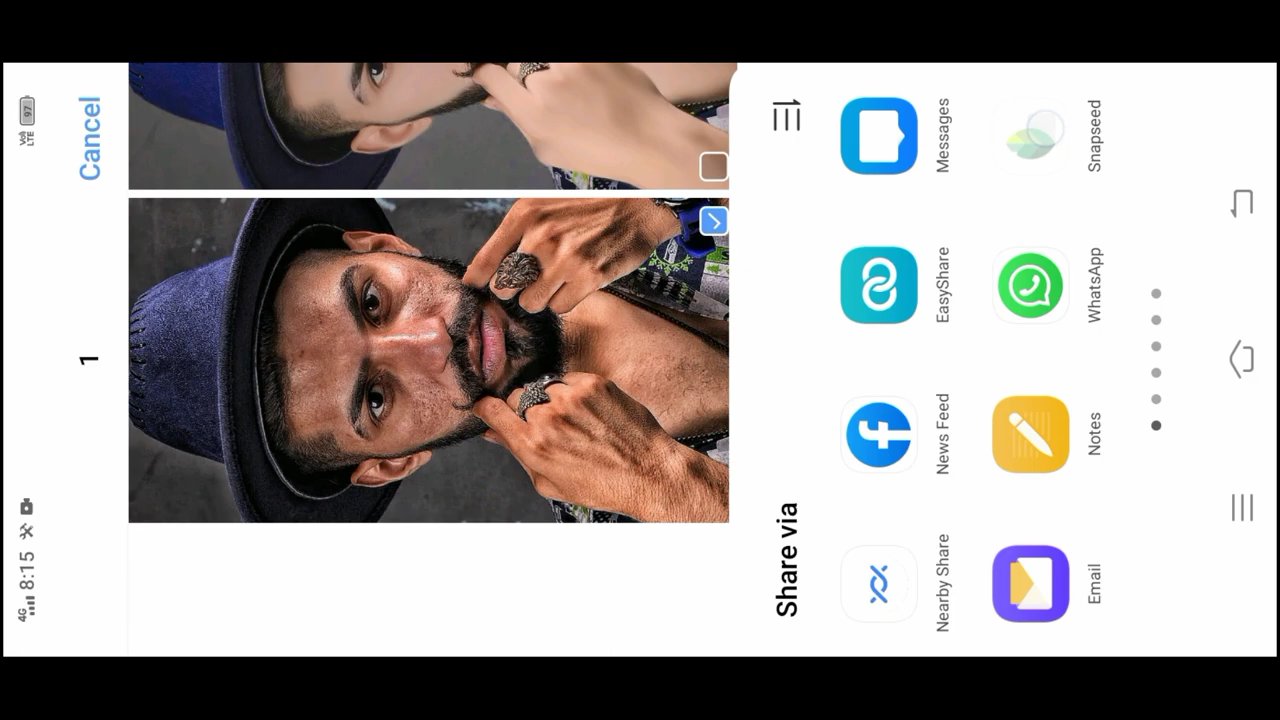 4G 8:15 VoD LTE 97
1 Cancel
Share via
Nearby Share News Feed EasyShare Messages
Email Notes WhatsApp Snapseed